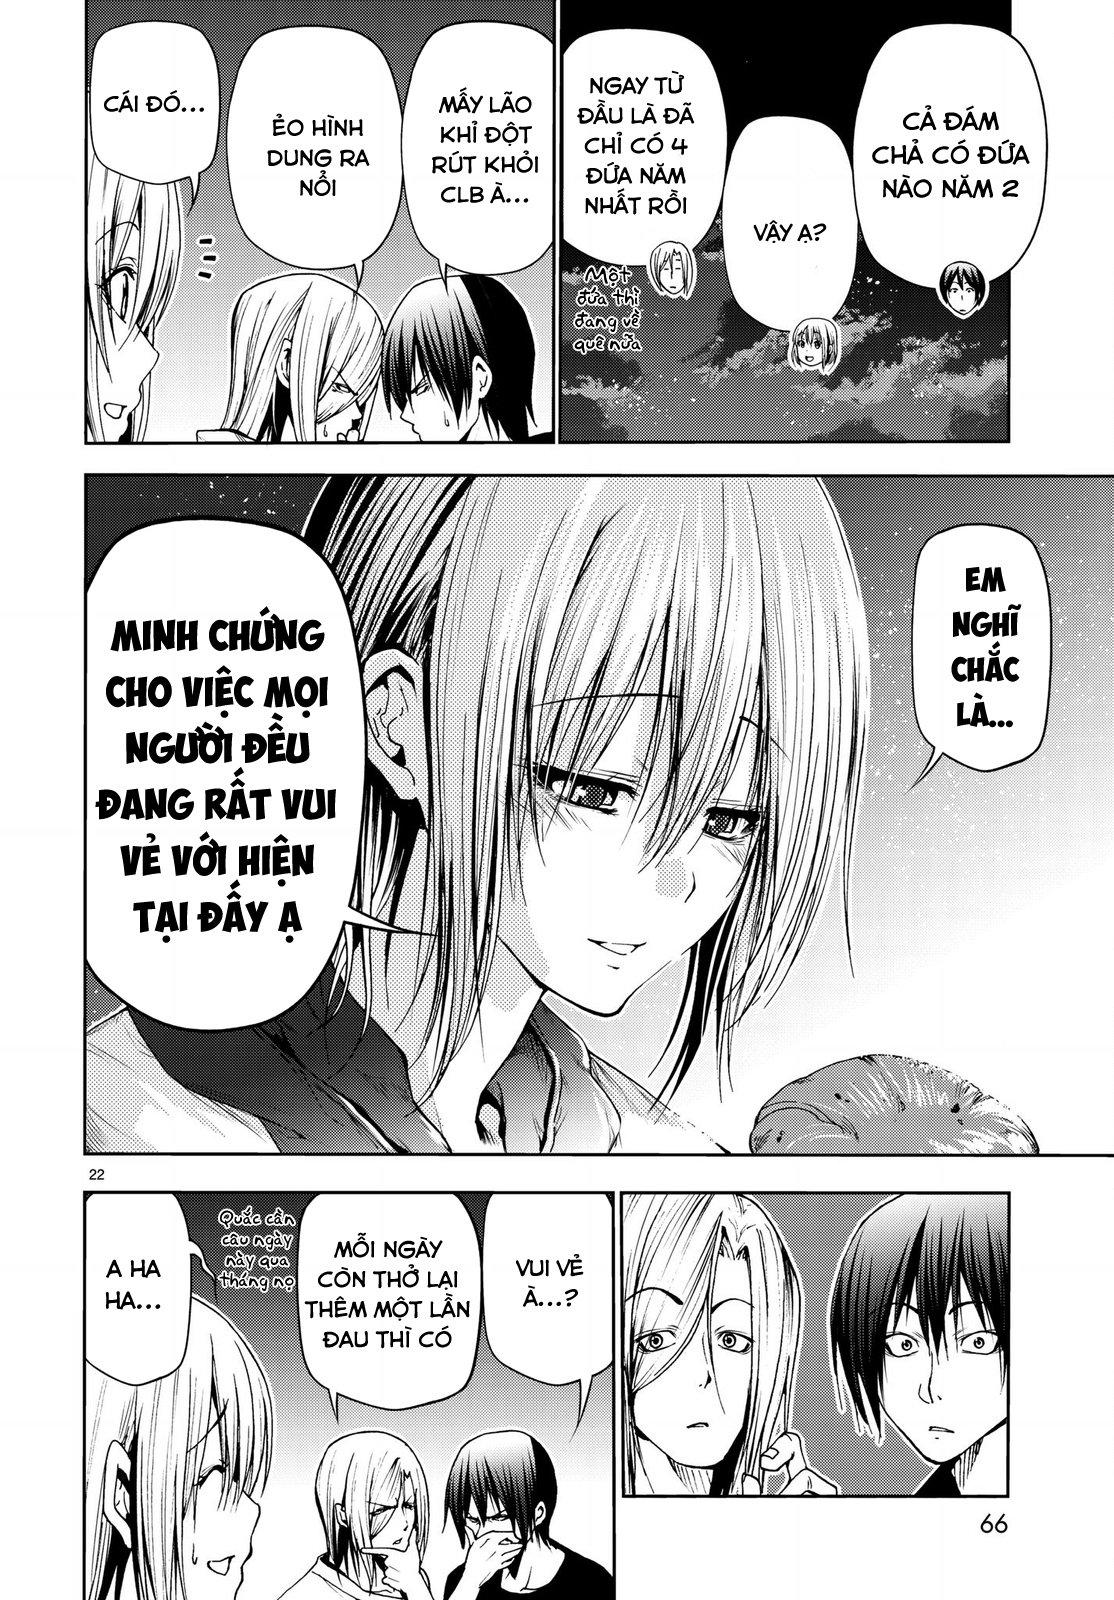 CẢ ĐÁM
CHẢ CÓ ĐỨA
NÀO NĂM 2
VẬY Ạ?
NGAY TỪ
ĐẦU LÀ ĐÃ
CHỈ CÓ 4
ĐỨA NĂM
NHẤT RỒI
Một
đứa thì
đang về
quê nữa
MẤY LÃO
KHỈ ĐỘT
RÚT KHỎI
CLB À...
ẺO HÌNH
DUNG RA
NỔI
CÁI ĐÓ...
EM
NGHĨ
CHẮC
LÀ...
MINH CHỨNG
CHO VIỆC MỌI
NGƯỜI ĐỀU
ĐANG RẤT VUI
VẺ VỚI HIỆN
TẠI ĐẤY Ạ
22
VUI VẺ
À...?
MỖI NGÀY
CÒN THỞ LẠI
THÊM MỘT LẦN
ĐAU THÌ CÓ
Quắc cần
câu ngày
này qua
tháng nọ
A HA
HA...
66